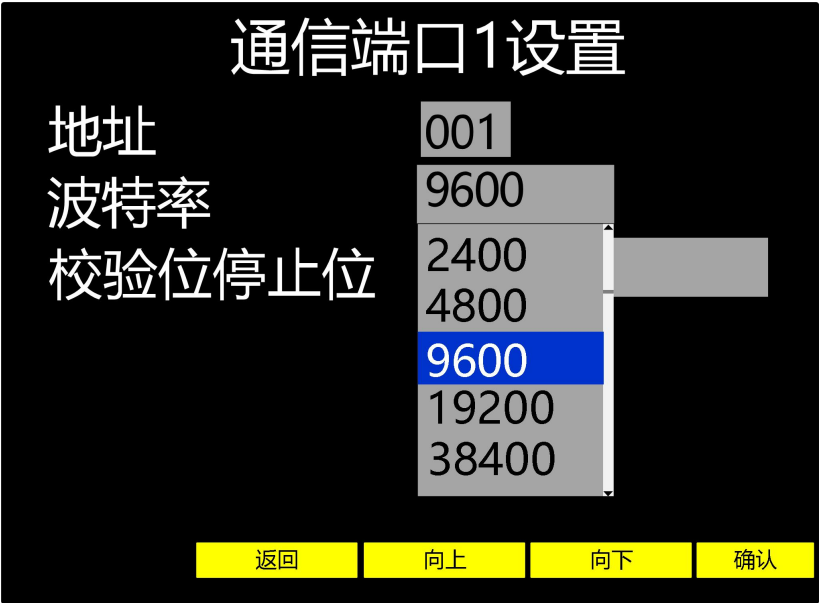 通信端口1设置
地址 001
波特率 9600
校验位停止位
2400
4800
9600
19200
38400
返回 向上 向下 确认